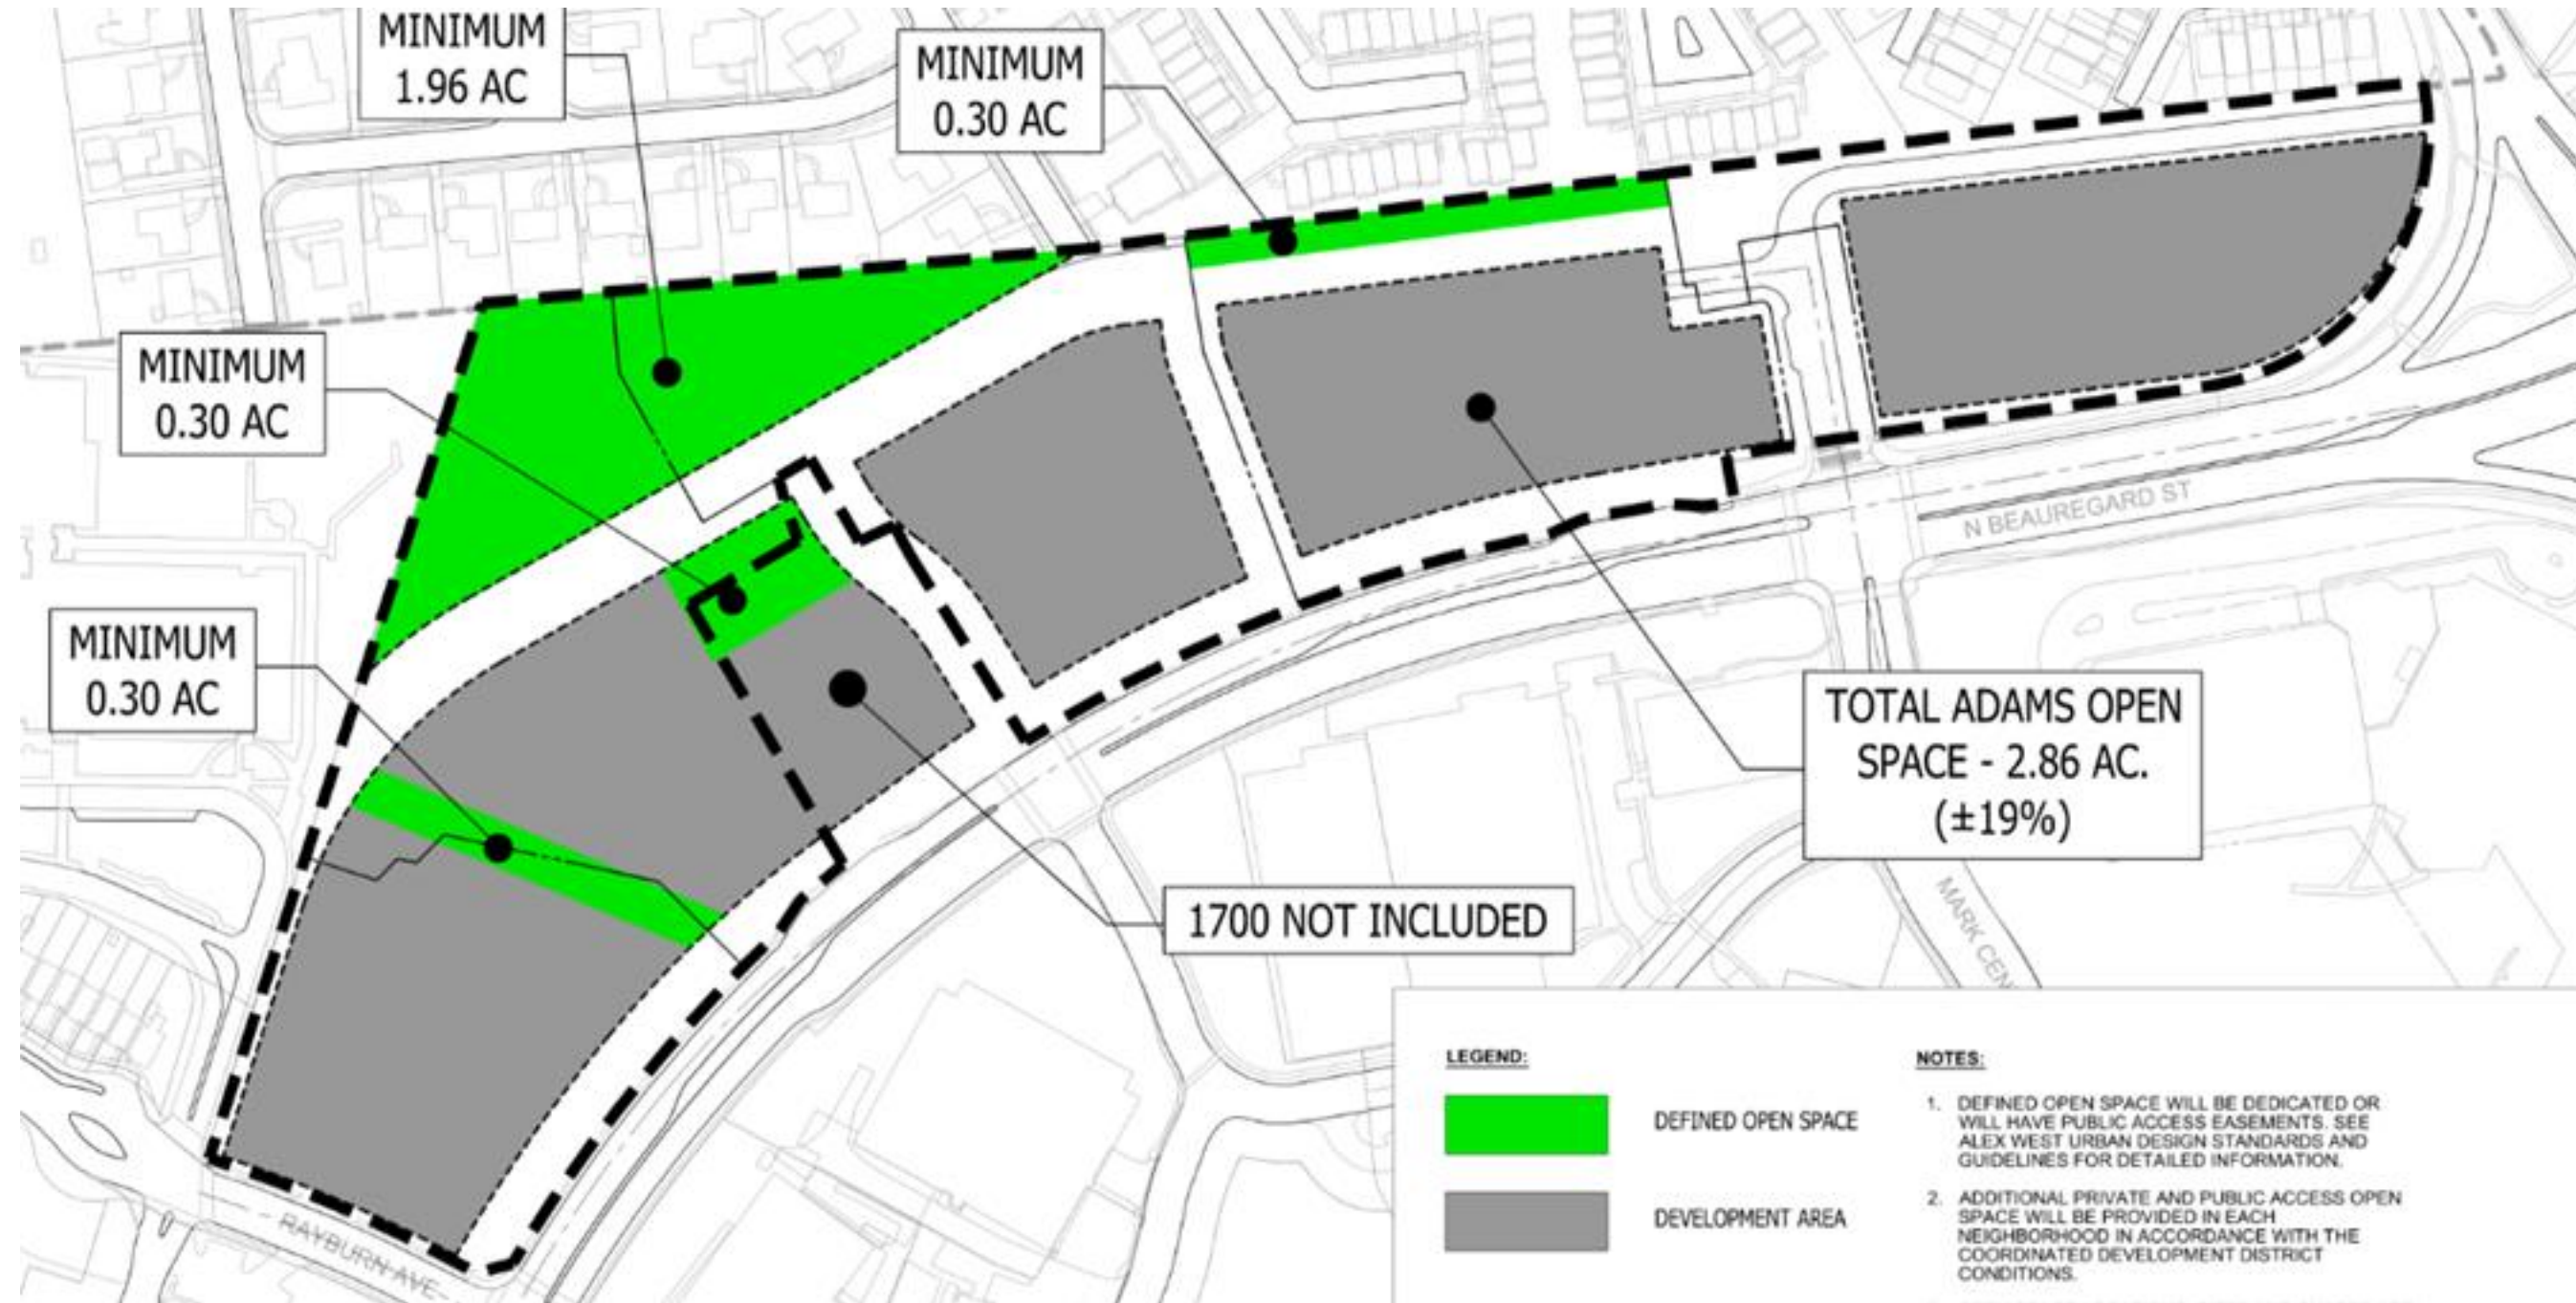 MINIMUM
1.96 AC
MINIMUM
0.30 AC
MINIMUM
0.30 AC
MINIMUM
0.30 AC
N BEAUREGARD ST
TOTAL ADAMS OPEN
SPACE - 2.86 AC.
(±19%)
1700 NOT INCLUDED
MARK CEN
RAYBURN AVE
LEGEND:
DEFINED OPEN SPACE
DEVELOPMENT AREA
NOTES:
1. DEFINED OPEN SPACE WILL BE DEDICATED OR
WILL HAVE PUBLIC ACCESS EASEMENTS. SEE
ALEX WEST URBAN DESIGN STANDARDS AND
GUIDELINES FOR DETAILED INFORMATION.
2. ADDITIONAL PRIVATE AND PUBLIC ACCESS OPEN
SPACE WILL BE PROVIDED IN EACH
NEIGHBORHOOD IN ACCORDANCE WITH THE
COORDINATED DEVELOPMENT DISTRICT
CONDITIONS.